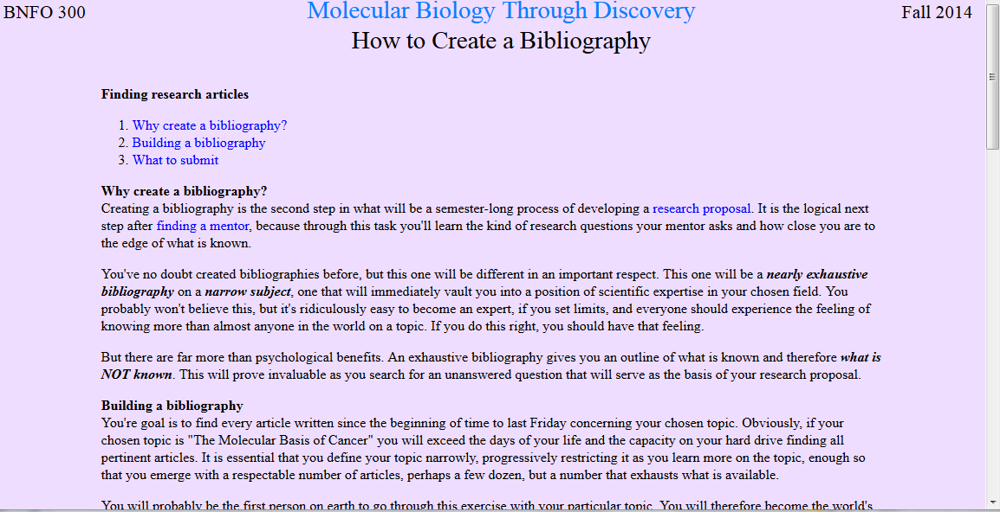 BNFO 300
Molecular Biology Through Discovery
Fall 2014
How to Create a Bibliography
Finding research articles
1. Why create a bibliography?
2. Building a bibliography
3. What to submit
Why create a bibliography?
Creating a bibliography is the second step in what will be a semester-long process of developing a research proposal. It is the logical next
step after finding a mentor, because through this task you'll learn the kind of research questions your mentor asks and how close you are to
the edge of what is known.
You've no doubt created bibliographies before, but this one will be different in an important respect. This one will be a nearly exhaustive
bibliography on a narrow subject, one that will immediately vault you into a position of scientific expertise in your chosen field. You
probably won't believe this, but it's ridiculously easy to become an expert, if you set limits, and everyone should experience the feeling of
knowing more than almost anyone in the world on a topic. If you do this right, you should have that feeling.
But there are far more than psychological benefits. An exhaustive bibliography gives you an outline of what is known and therefore what is
NOT known. This will prove invaluable as you search for an unanswered question that will serve as the basis of your research proposal.
Building a bibliography
You're goal is to find every article written since the beginning of time to last Friday concerning your chosen topic. Obviously, if your
chosen topic is "The Molecular Basis of Cancer" you will exceed the days of your life and the capacity on your hard drive finding all
pertinent articles. It is essential that you define your topic narrowly, progressively restricting it as you learn more on the topic, enough so
that you emerge with a respectable number of articles, perhaps a few dozen, but a number that exhausts what is available.
You will probably be the first person on earth to go through this exercise with your particular topic. You will therefore become the world's